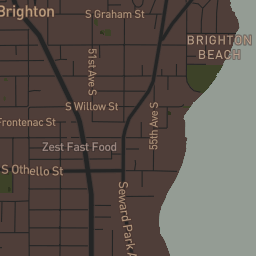 S Graham St
Brighton
BRIGHTON
BEACH
51st Ave S
S Willow St
55th Ave S
Frontenac St
Zest Fast Food
S Othello St
Seward Park A